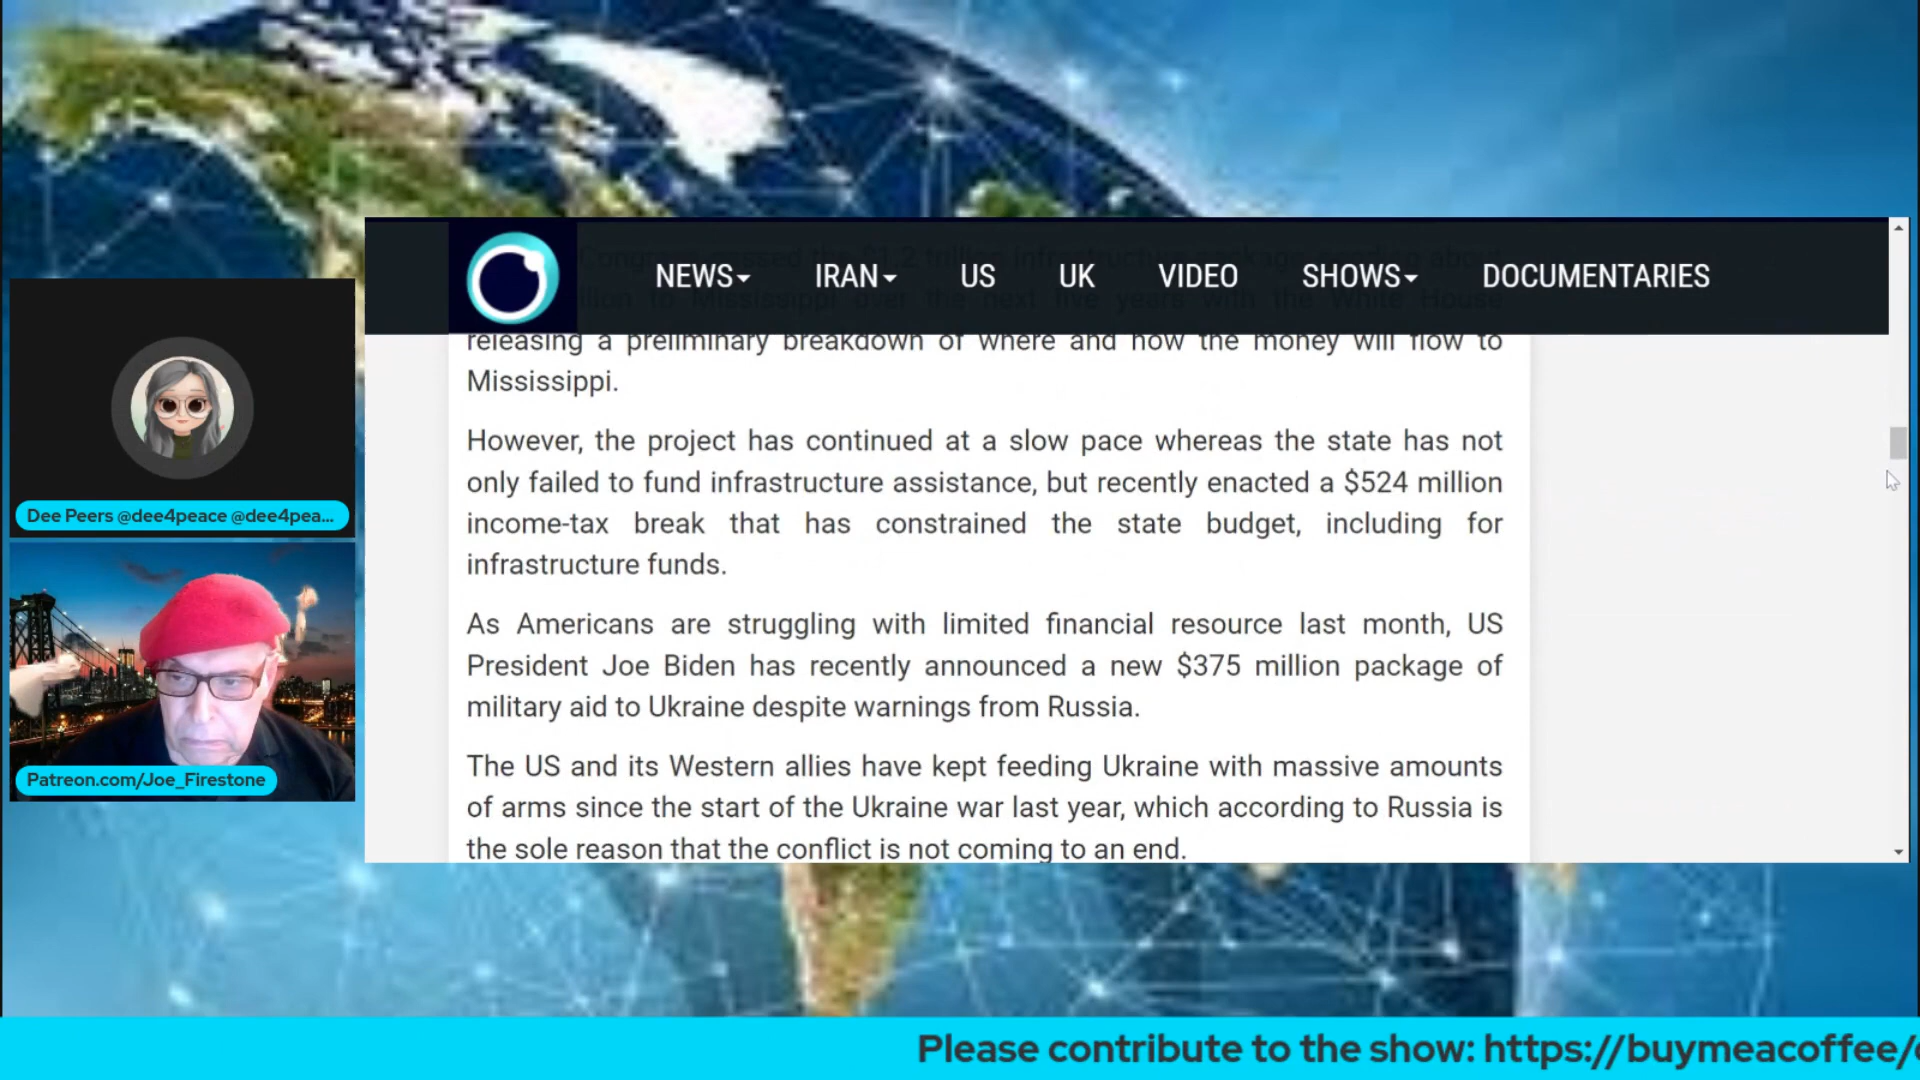 NEWS IRAN US UK VIDEO SHOWS DOCUMENTARIES
releasing a preliminary breakdown of where and how the money will flow to
Mississippi.
However, the project has continued at a slow pace whereas the state has not
only failed to fund infrastructure assistance, but recently enacted a $524 million
income-tax break that has constrained the state budget, including for
infrastructure funds.
As Americans are struggling with limited financial resource last month, US
President Joe Biden has recently announced a new $375 million package of
military aid to Ukraine despite warnings from Russia.
The US and its Western allies have kept feeding Ukraine with massive amounts
of arms since the start of the Ukraine war last year, which according to Russia is
the sole reason that the conflict is not coming to an end.
Dee Peers @dee4peace @dee4pea...
Patreon.com/Joe_Firestone
Please contribute to the show: https://buymeacoffee/